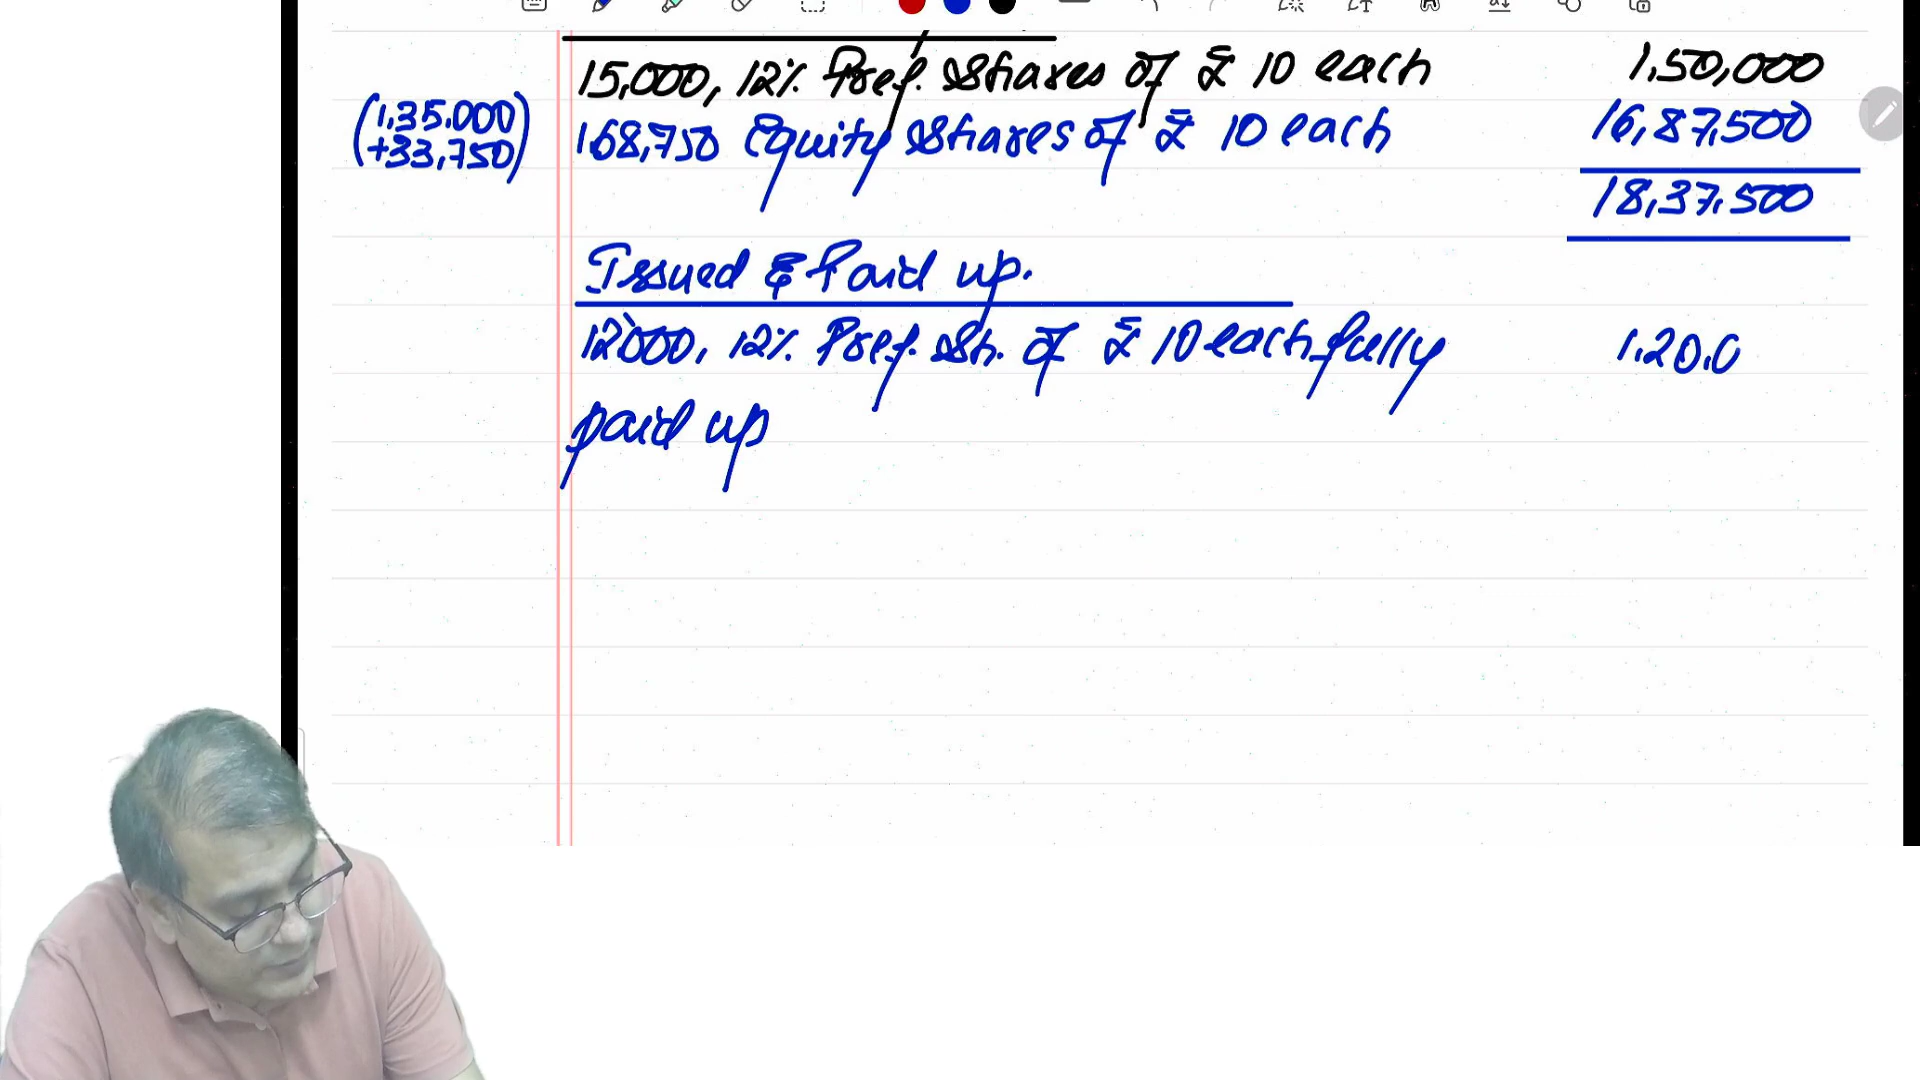 15,000, 12% Pref. Shares of ₹ 10 each 1,50,000
(1,35,000
+33,750) 1,68,750 Equity Shares of ₹ 10 each 16,87,500
18,37,500
Issued & Paid up.
12000, 12% Pref. Sh. of ₹ 10 each, fully 1,20,0
paid up